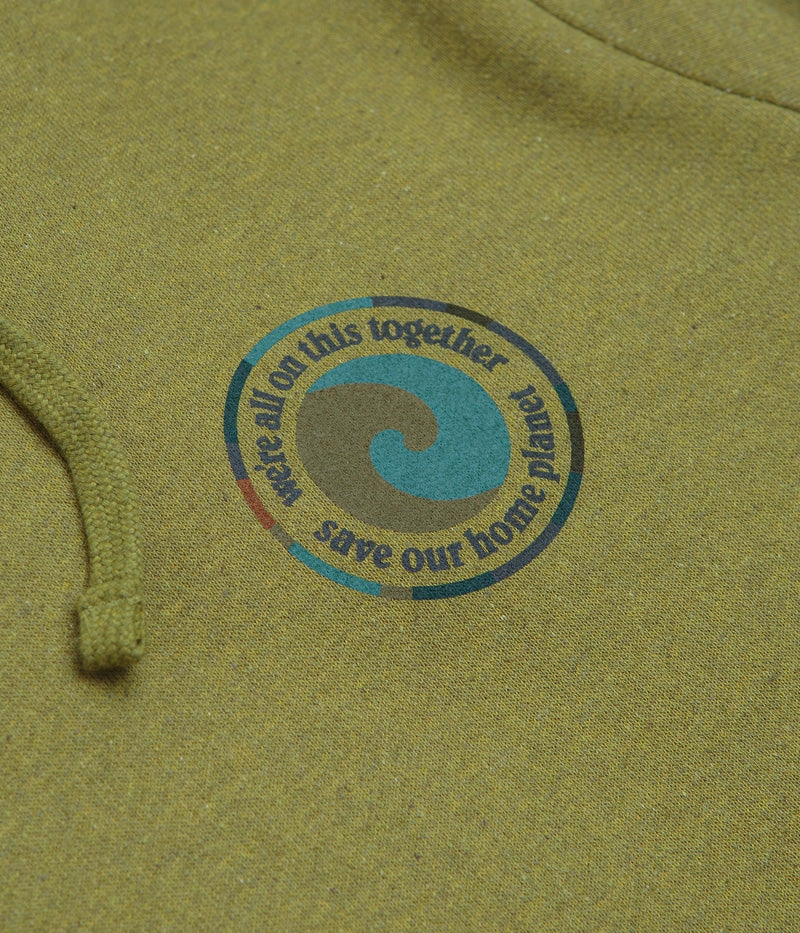 we're all on this together
save our home planet